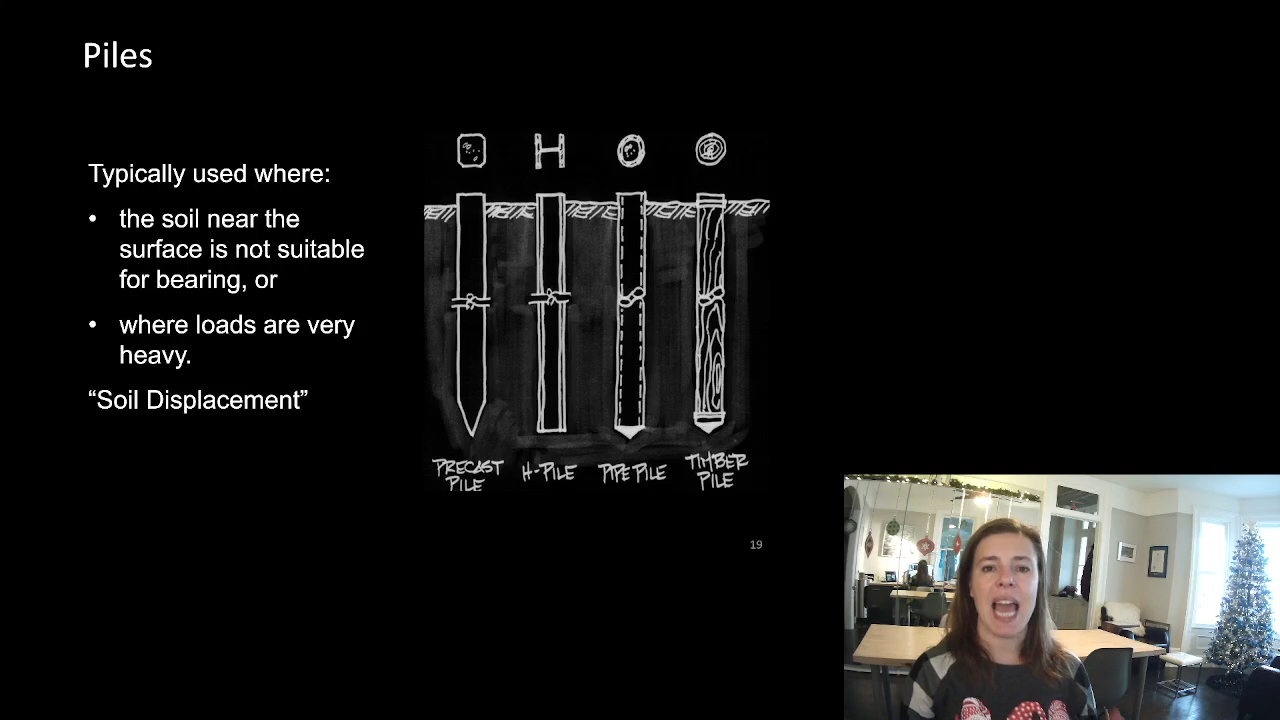 Piles
Typically used where:
• the soil near the
surface is not suitable
for bearing, or
• where loads are very
heavy.
“Soil Displacement”
PRECAST
PILE
H-PILE
PIPE PILE
TIMBER
PILE
19